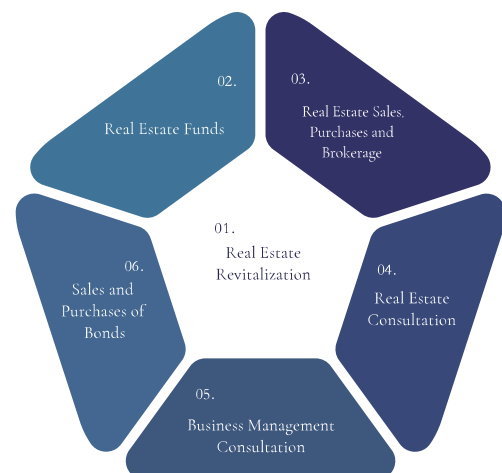 02.
Real Estate Funds
03.
Real Estate Sales,
Purchases and
Brokerage
01.
Real Estate
Revitalization
06.
Sales and
Purchases of
Bonds
04.
Real Estate
Consultation
05.
Business Management
Consultation